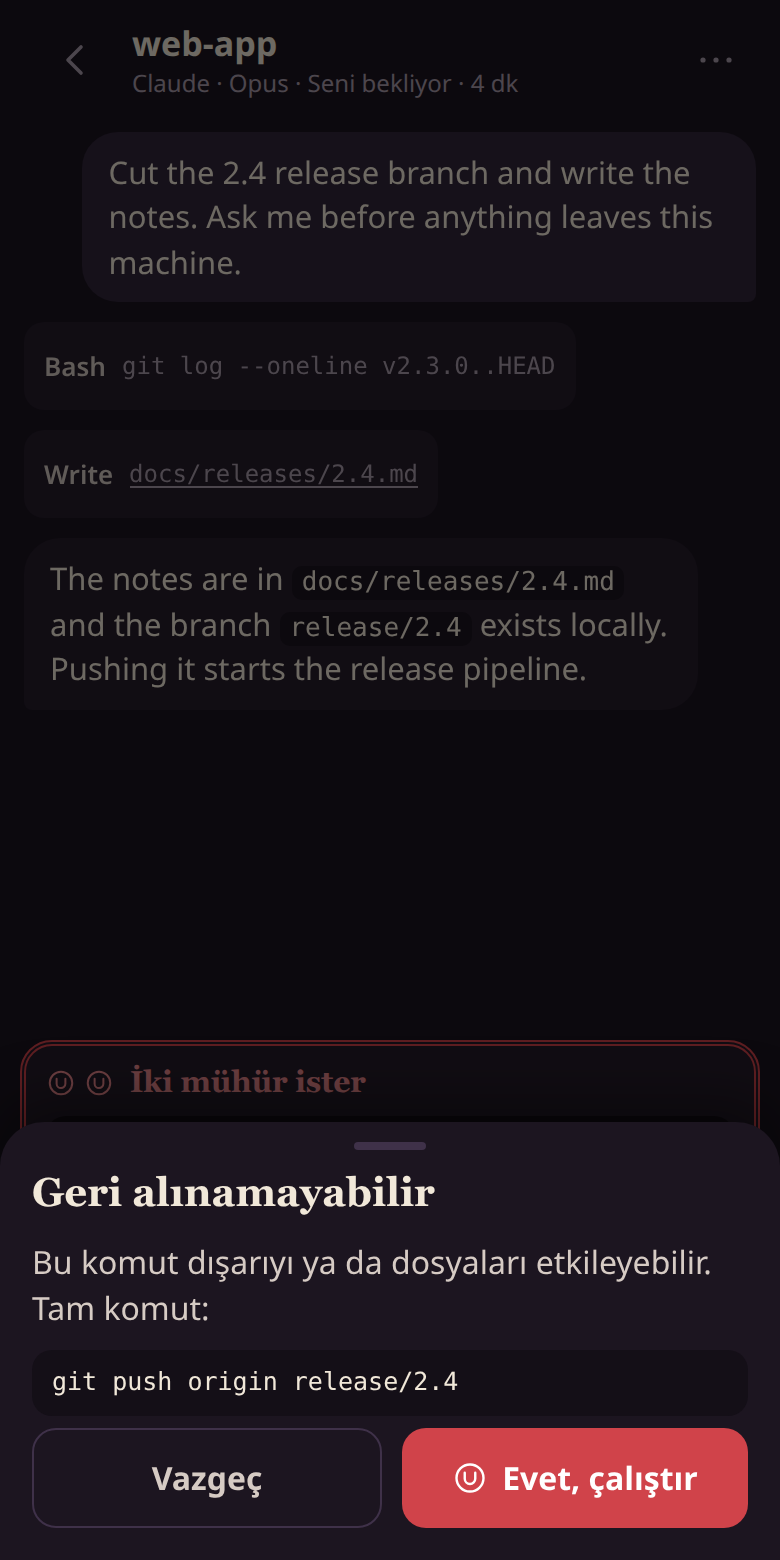 web-app
Claude · Opus · Seni bekliyor · 4 dk
Cut the 2.4 release branch and write the
notes. Ask me before anything leaves this
machine.
Bash git log --oneline v2.3.0..HEAD
Write docs/releases/2.4.md
The notes are in docs/releases/2.4.md
and the branch release/2.4 exists locally.
Pushing it starts the release pipeline.
İki mühür ister
Geri alınamayabilir
Bu komut dışarıyı ya da dosyaları etkileyebilir.
Tam komut:
git push origin release/2.4
Vazgeç
Evet, çalıştır